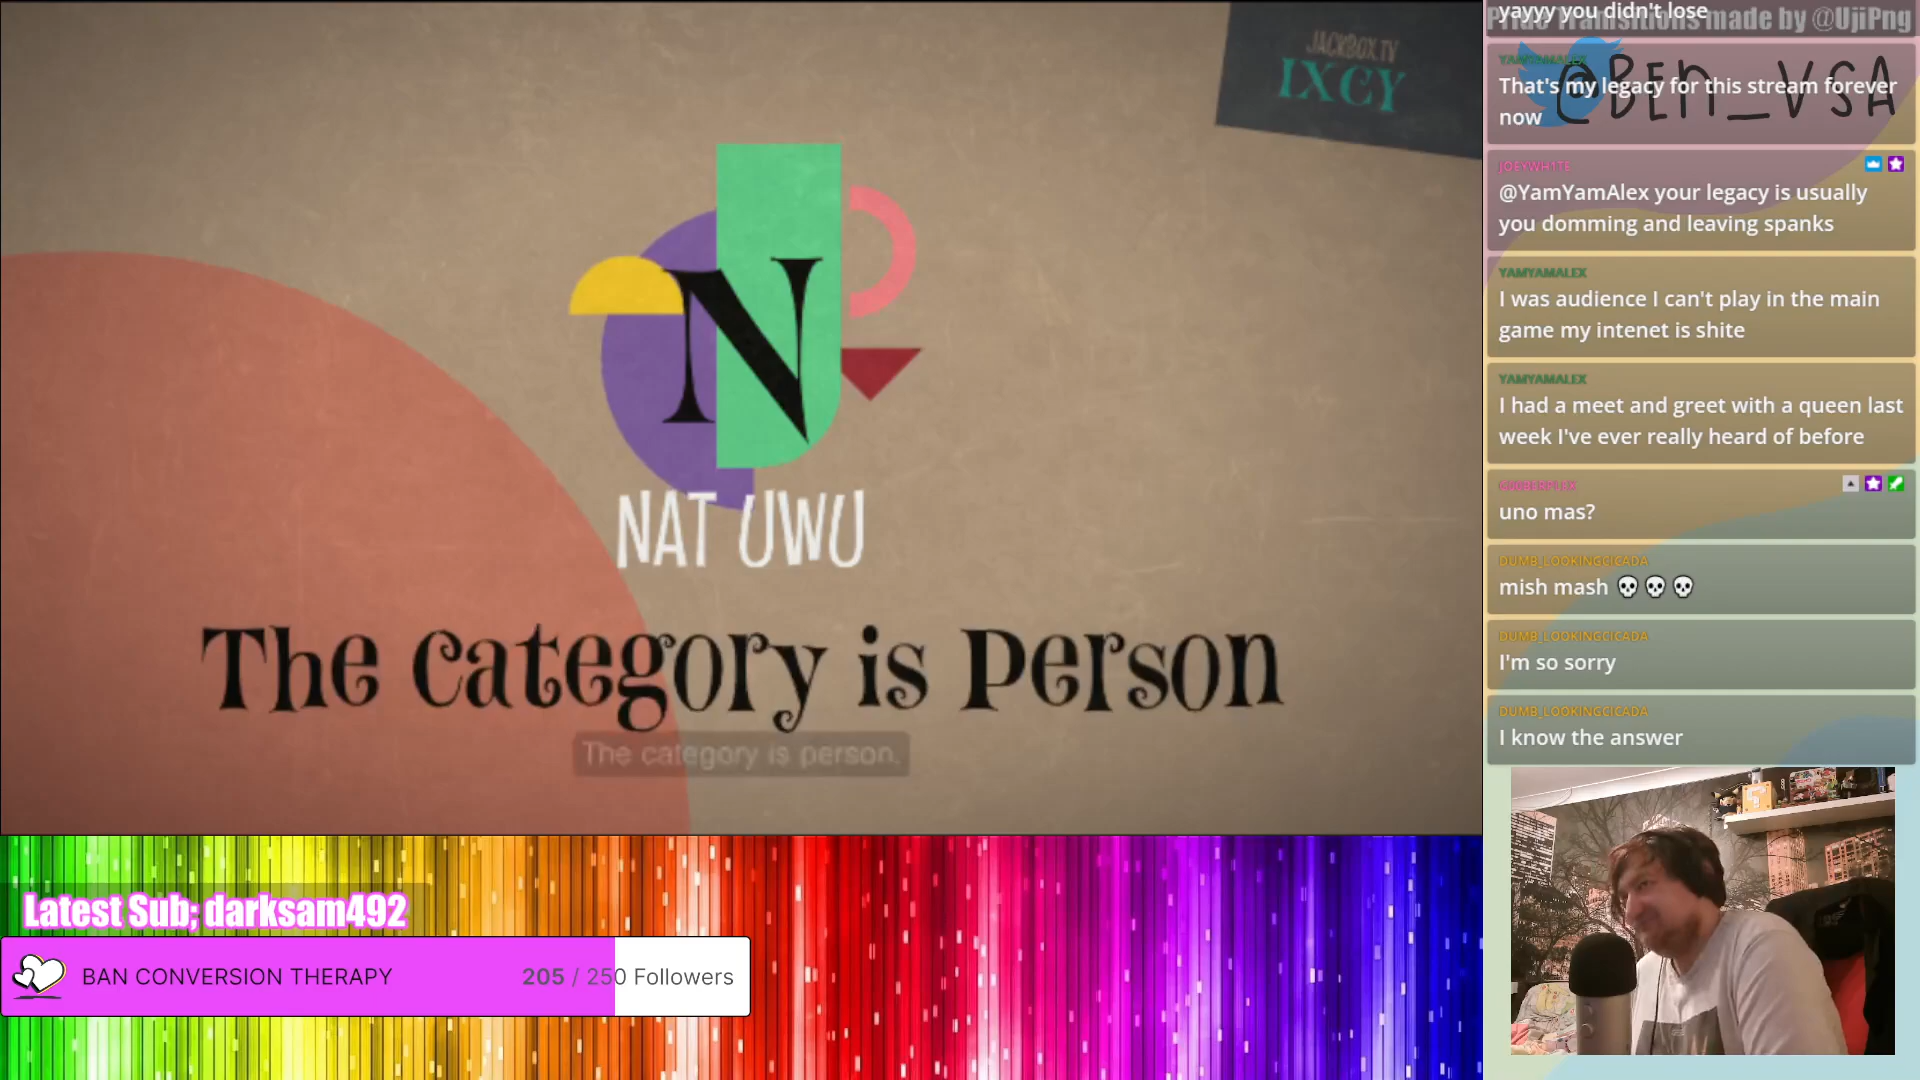 JACKBOX.TV
IXCY
N
NAT UWU
The category is Person
The category is person.
Latest Sub; darksam492
BAN CONVERSION THERAPY
205 / 250 Followers
yayyy you didn't lose
Pride Transitions made by @UjiPng
@BEn_VSA
YAMYAMALEX
That's my legacy for this stream forever
now
JOEYWH1TE
@YamYamAlex your legacy is usually
you domming and leaving spanks
YAMYAMALEX
I was audience I can't play in the main
game my intenet is shite
YAMYAMALEX
I had a meet and greet with a queen last
week I've ever really heard of before
uno mas?
DUMB_LOOKINGCICADA
mish mash 💀💀💀
DUMB_LOOKINGCICADA
I'm so sorry
DUMB_LOOKINGCICADA
I know the answer